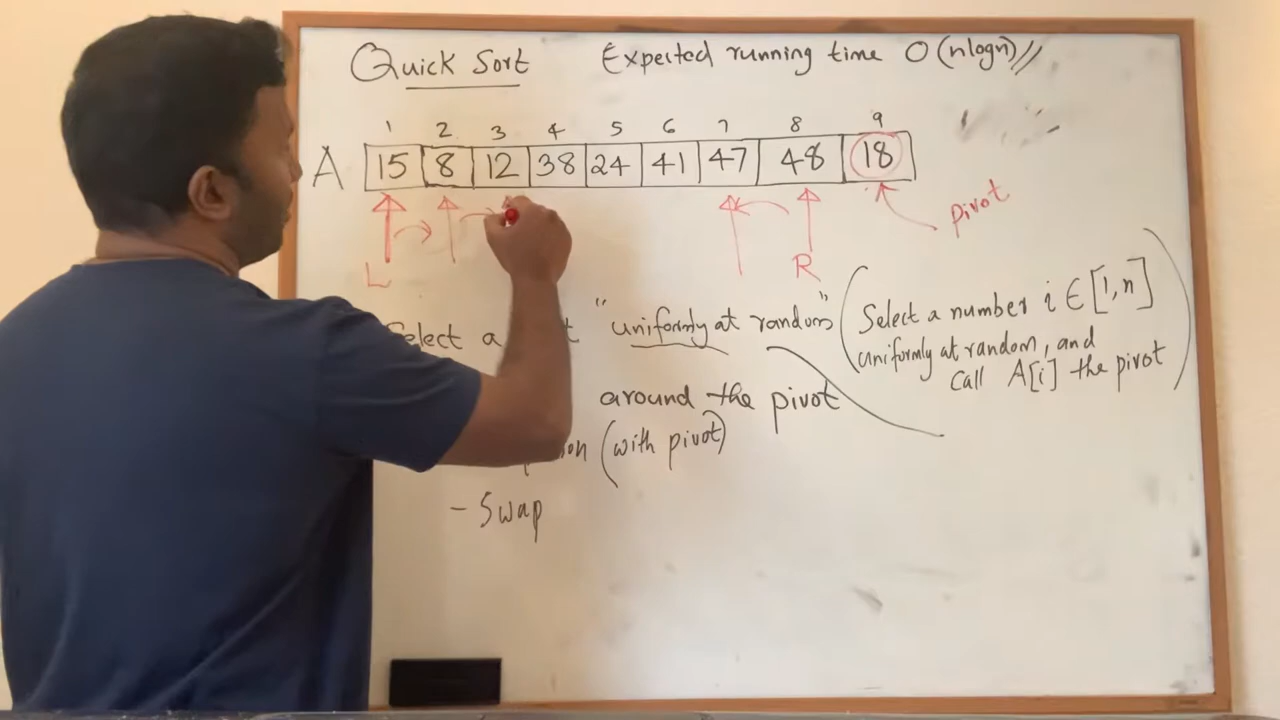 Quick Sort Expected running time O(nlogn)//
1 2 3 4 5 6 7 8 9
A 15 8 12 38 24 41 47 48 18
pivot
L R
Select a "uniformly at random" (Select a number i ∈ [1,n]
uniformly at random, and
call A[i] the pivot)
around the pivot
(with pivot)
- Swap